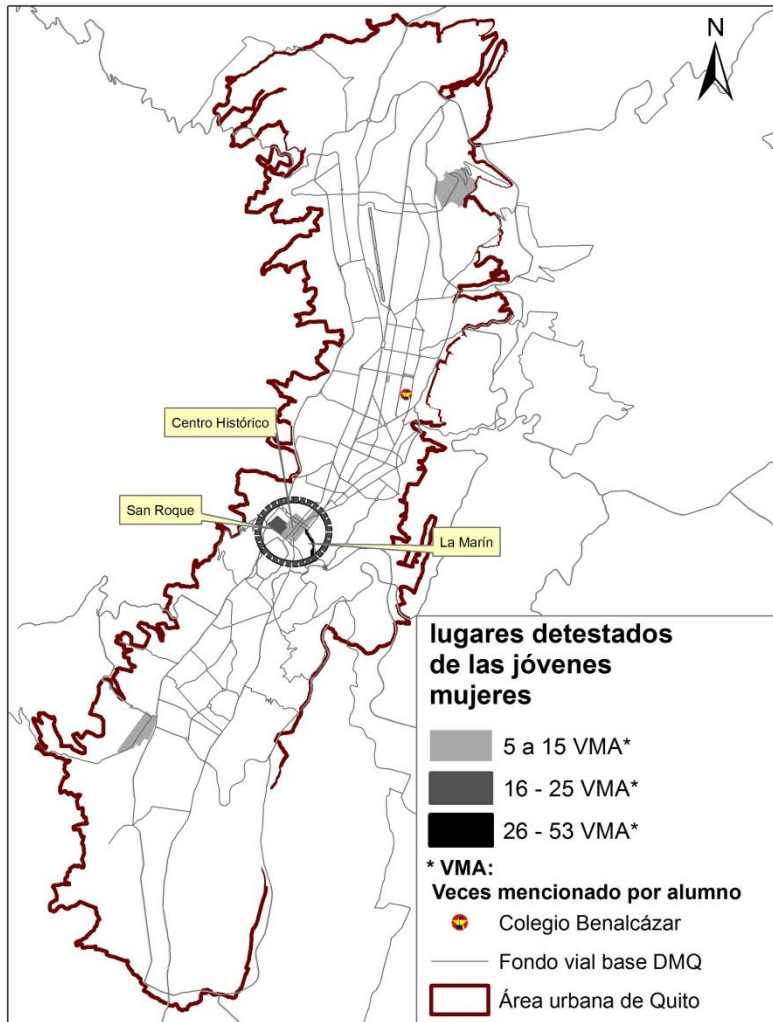 N
Centro Histórico
San Roque
La Marín
lugares detestados
de las jóvenes
mujeres
5 a 15 VMA*
16 - 25 VMA*
26 - 53 VMA*
* VMA:
Veces mencionado por alumno
Colegio Benalcázar
Fondo vial base DMQ
Área urbana de Quito